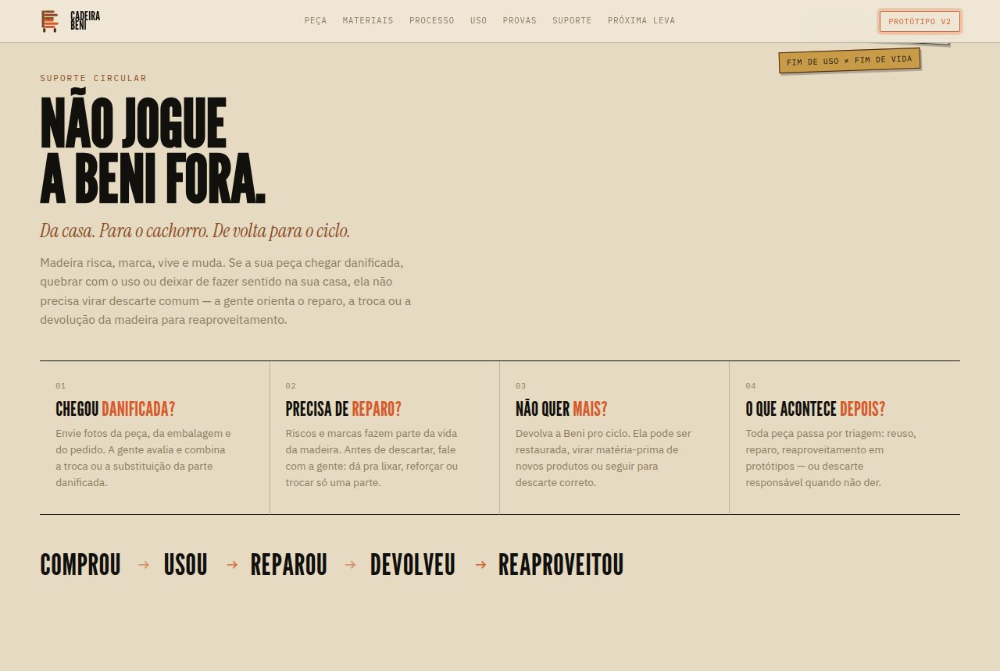 CADEIRA
BENI
PEÇA MATERIAIS PROCESSO USO PROVAS SUPORTE PRÓXIMA LEVA
PROTÓTIPO V2
FIM DE USO ≠ FIM DE VIDA
SUPORTE CIRCULAR
NÃO JOGUE
A BENI FORA.
Da casa. Para o cachorro. De volta para o ciclo.
Madeira risca, marca, vive e muda. Se a sua peça chegar danificada,
quebrar com o uso ou deixar de fazer sentido na sua casa, ela não
precisa virar descarte comum — a gente orienta o reparo, a troca ou a
devolução da madeira para reaproveitamento.
01
CHEGOU DANIFICADA?
Envie fotos da peça, da embalagem e
do pedido. A gente avalia e combina
a troca ou a substituição da parte
danificada.
02
PRECISA DE REPARO?
Riscos e marcas fazem parte da vida
da madeira. Antes de descartar, fale
com a gente: dá pra lixar, reforçar ou
trocar só uma parte.
03
NÃO QUER MAIS?
Devolva a Beni pro ciclo. Ela pode ser
restaurada, virar matéria-prima de
novos produtos ou seguir para
descarte correto.
04
O QUE ACONTECE DEPOIS?
Toda peça passa por triagem: reuso,
reparo, reaproveitamento em
protótipos — ou descarte
responsável quando não der.
COMPROU → USOU → REPAROU → DEVOLVEU → REAPROVEITOU